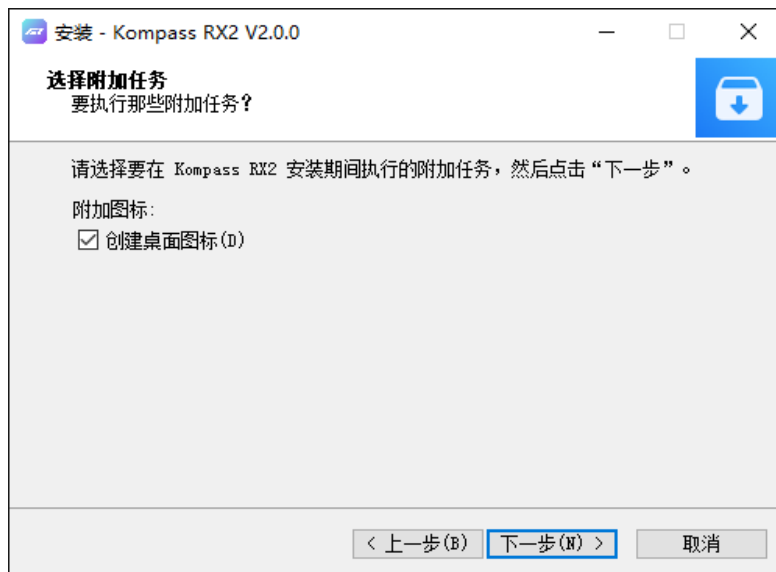 安装 - Kompass RX2 V2.0.0
选择附加任务
要执行那些附加任务?
请选择要在 Kompass RX2 安装期间执行的附加任务,然后点击“下一步”。
附加图标:
创建桌面图标(D)
< 上一步(B) 下一步(N) > 取消